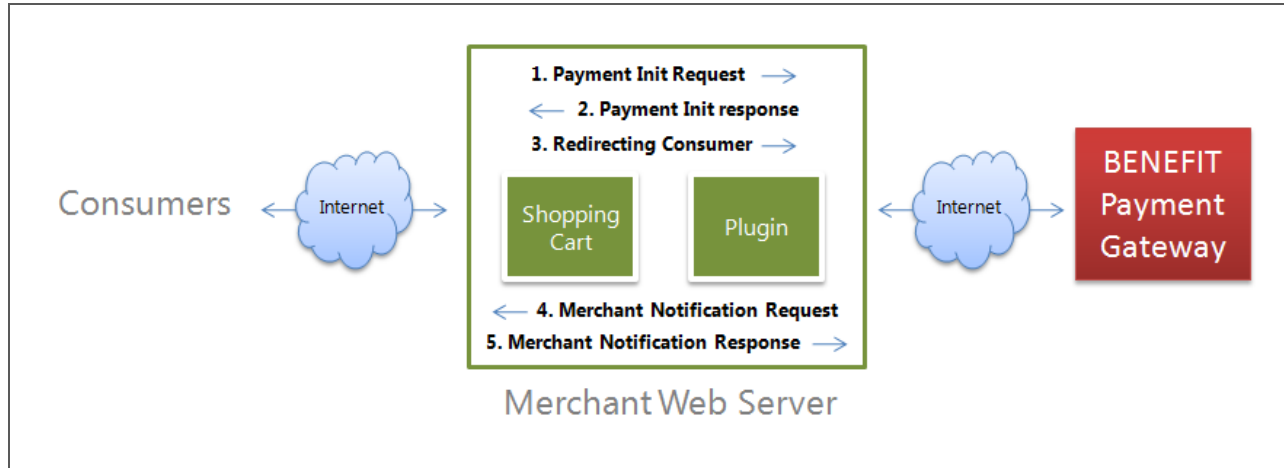 1. Payment Init Request
2. Payment Init response
3. Redirecting Consumer
Consumers
Internet
Shopping
Cart
Plugin
Internet
BENEFIT
Payment
Gateway
4. Merchant Notification Request
5. Merchant Notification Response
Merchant Web Server